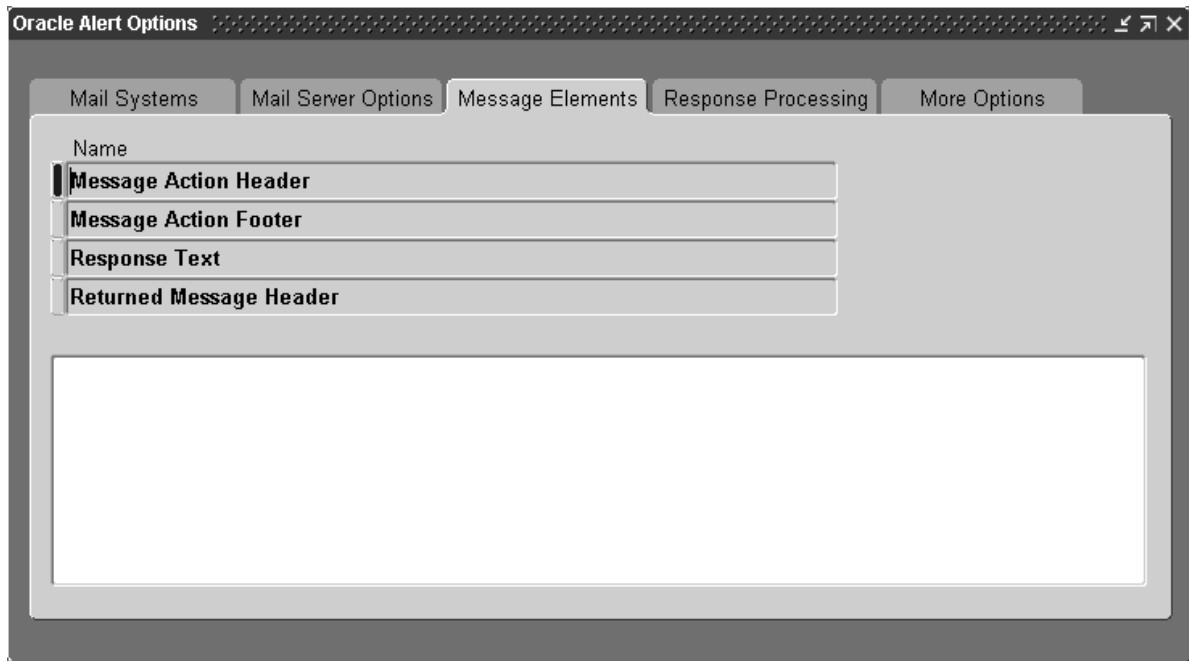 Oracle Alert Options
Mail Systems Mail Server Options Message Elements Response Processing More Options
Name
Message Action Header
Message Action Footer
Response Text
Returned Message Header